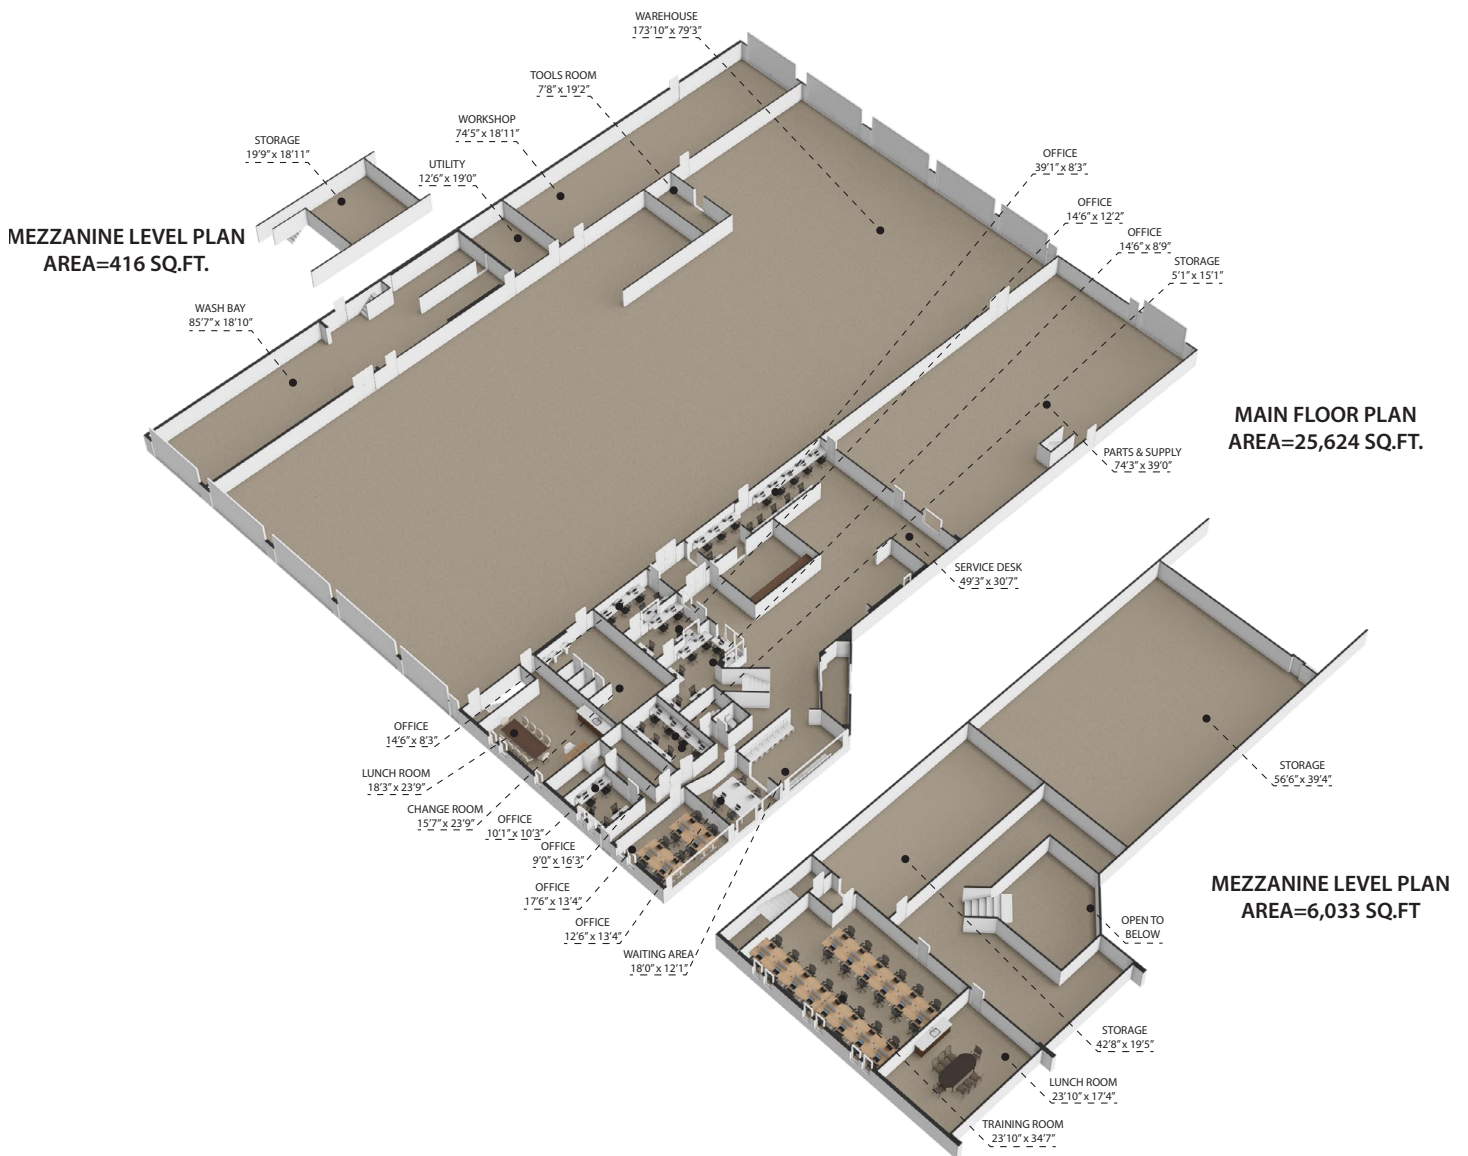 WAREHOUSE
173'10" x 79'3"
TOOLS ROOM
7'8" x 19'2"
WORKSHOP
74'5" x 18'11"
STORAGE
19'9" x 18'11"
UTILITY
12'6" x 19'0"
OFFICE
39'1" x 8'3"
OFFICE
14'6" x 12'2"
OFFICE
14'6" x 8'9"
STORAGE
5'1" x 15'1"
MEZZANINE LEVEL PLAN
AREA=416 SQ.FT.
WASH BAY
85'7" x 18'10"
MAIN FLOOR PLAN
AREA=25,624 SQ.FT.
PARTS & SUPPLY
74'3" x 39'0"
SERVICE DESK
49'3" x 30'7"
OFFICE
14'6" x 8'3"
LUNCH ROOM
18'3" x 23'9"
CHANGE ROOM
15'7" x 23'9"
OFFICE
10'1" x 10'3"
OFFICE
9'0" x 16'3"
OFFICE
17'6" x 13'4"
OFFICE
12'6" x 13'4"
WAITING AREA
18'0" x 12'1"
STORAGE
56'6" x 39'4"
MEZZANINE LEVEL PLAN
AREA=6,033 SQ.FT
OPEN TO
BELOW
STORAGE
42'8" x 19'5"
LUNCH ROOM
23'10" x 17'4"
TRAINING ROOM
23'10" x 34'7"